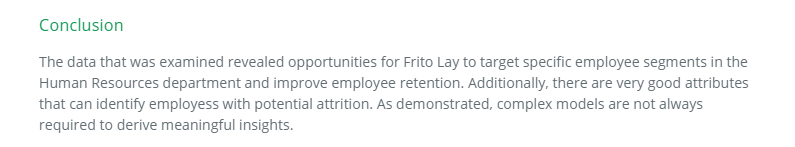 Conclusion
The data that was examined revealed opportunities for Frito Lay to target specific employee segments in the
Human Resources department and improve employee retention. Additionally, there are very good attributes
that can identify employess with potential attrition. As demonstrated, complex models are not always
required to derive meaningful insights.